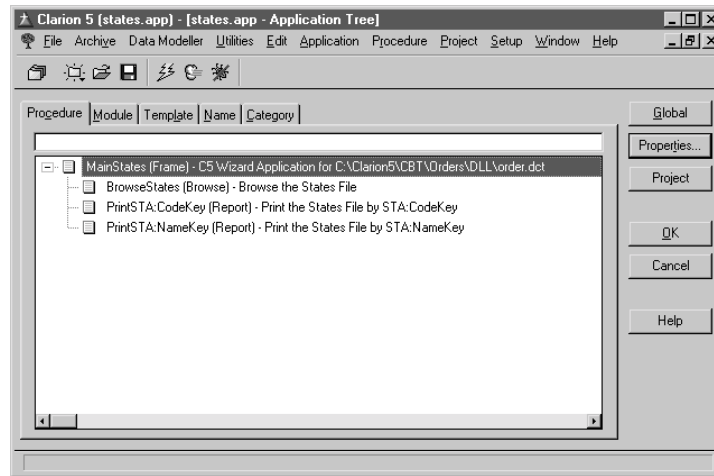 Clarion 5 (states.app) - [states.app - Application Tree]
File Archive Data Modeller Utilities Edit Application Procedure Project Setup Window Help
Procedure Module Template Name Category
Global
Properties...
MainStates (Frame) - C5 Wizard Application for C:\Clarion5\CBT\Orders\DLL\order.dct
BrowseStates (Browse) - Browse the States File
Project
PrintSTA:CodeKey (Report) - Print the States File by STA:CodeKey
PrintSTA:NameKey (Report) - Print the States File by STA:NameKey
OK
Cancel
Help